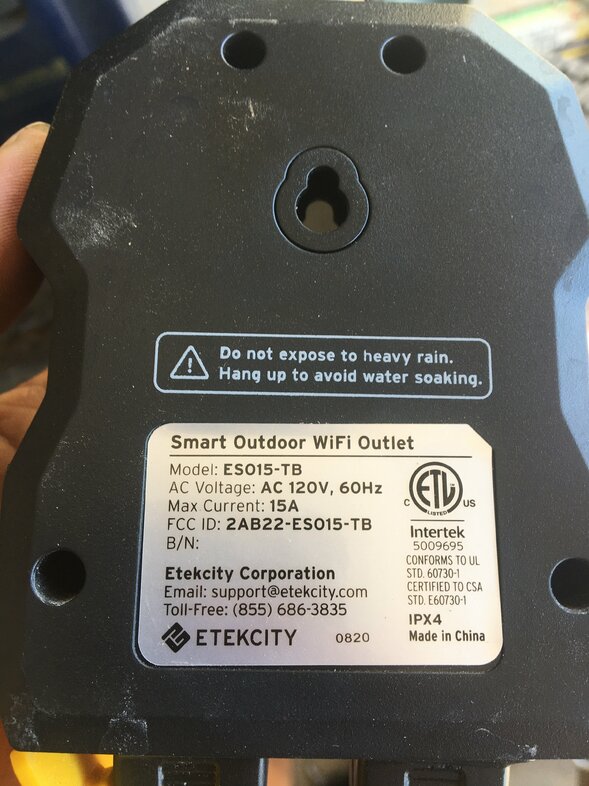 Do not expose to heavy rain.
Hang up to avoid water soaking.
Smart Outdoor WiFi Outlet
Model: ESO15-TB
AC Voltage: AC 120V, 60Hz
Max Current: 15A
FCC ID: 2AB22-ESO15-TB
B/N:
Etekcity Corporation
Email: support@etekcity.com
Toll-Free: (855) 686-3835
ETEKCITY 0820
ETL
C US
LISTED
Intertek
5009695
CONFORMS TO UL
STD. 60730-1
CERTIFIED TO CSA
STD. E60730-1
IPX4
Made in China